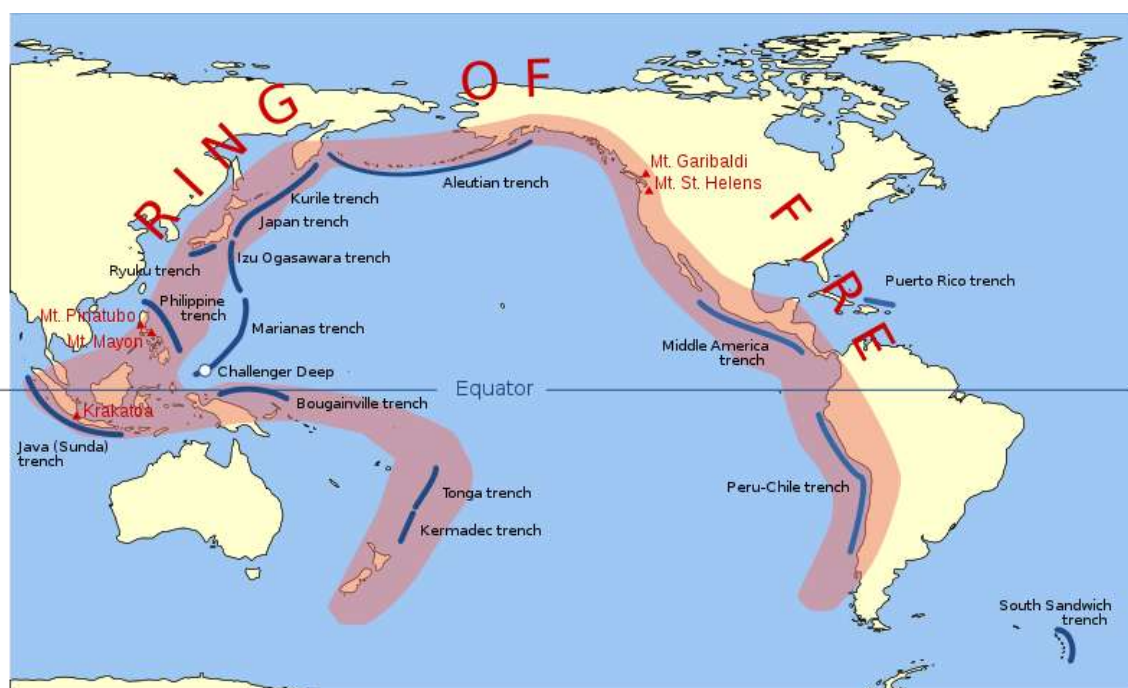 RING OF FIRE
Mt. Garibaldi
Mt. St. Helens
Aleutian trench
Kurile trench
Japan trench
Izu Ogasawara trench
Ryuku trench
Puerto Rico trench
Philippine
trench
Mt. Pinatubo
Marianas trench
Mt. Mayon
Middle America
trench
Challenger Deep
Equator
Bougainville trench
Krakatoa
Java (Sunda)
trench
Peru-Chile trench
Tonga trench
Kermadec trench
South Sandwich
trench